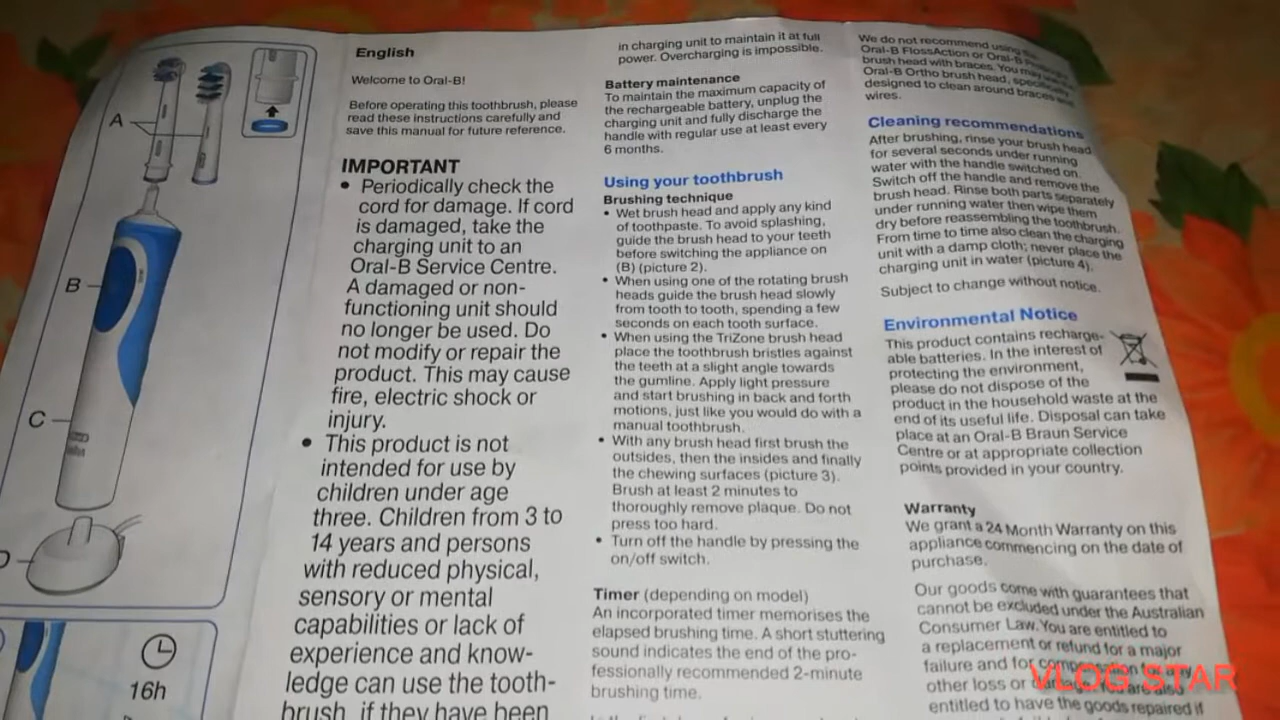 A
B
C
D
16h
English
Welcome to Oral-B!
Before operating this toothbrush, please
read these instructions carefully and
save this manual for future reference.
IMPORTANT
• Periodically check the
cord for damage. If cord
is damaged, take the
charging unit to an
Oral-B Service Centre.
A damaged or non-
functioning unit should
no longer be used. Do
not modify or repair the
product. This may cause
fire, electric shock or
injury.
• This product is not
intended for use by
children under age
three. Children from 3 to
14 years and persons
with reduced physical,
sensory or mental
capabilities or lack of
experience and know-
ledge can use the tooth-
brush, if they have been
in charging unit to maintain it at full
power. Overcharging is impossible.
Battery maintenance
To maintain the maximum capacity of
the rechargeable battery, unplug the
charging unit and fully discharge the
handle with regular use at least every
6 months.
Using your toothbrush
Brushing technique
• Wet brush head and apply any kind
of toothpaste. To avoid splashing,
guide the brush head to your teeth
before switching the appliance on
(B) (picture 2).
• When using one of the rotating brush
heads guide the brush head slowly
from tooth to tooth, spending a few
seconds on each tooth surface.
• When using the TriZone brush head
place the toothbrush bristles against
the teeth at a slight angle towards
the gumline. Apply light pressure
and start brushing in back and forth
motions, just like you would do with a
manual toothbrush.
• With any brush head first brush the
outsides, then the insides and finally
the chewing surfaces (picture 3).
Brush at least 2 minutes to
thoroughly remove plaque. Do not
press too hard.
• Turn off the handle by pressing the
on/off switch.
Timer (depending on model)
An incorporated timer memorises the
elapsed brushing time. A short stuttering
sound indicates the end of the pro-
fessionally recommended 2-minute
brushing time.
We do not recommend using
Oral-B FlossAction or Oral-B
brush head with braces. You may
Oral-B Ortho brush head, specifically
designed to clean around braces and
wires.
Cleaning recommendations
After brushing, rinse your brush head
for several seconds under running
water with the handle switched on.
Switch off the handle and remove the
brush head. Rinse both parts separately
under running water then wipe them
dry before reassembling the toothbrush.
From time to time also clean the charging
unit with a damp cloth; never place the
charging unit in water (picture 4).
Subject to change without notice.
Environmental Notice
This product contains recharge-
able batteries. In the interest of
protecting the environment,
please do not dispose of the
product in the household waste at the
end of its useful life. Disposal can take
place at an Oral-B Braun Service
Centre or at appropriate collection
points provided in your country.
Warranty
We grant a 24 Month Warranty on this
appliance commencing on the date of
purchase.
Our goods come with guarantees that
cannot be excluded under the Australian
Consumer Law. You are entitled to
a replacement or refund for a major
failure and for compensation for any
other loss or damage. You are also
entitled to have the goods repaired if
VLOG STAR